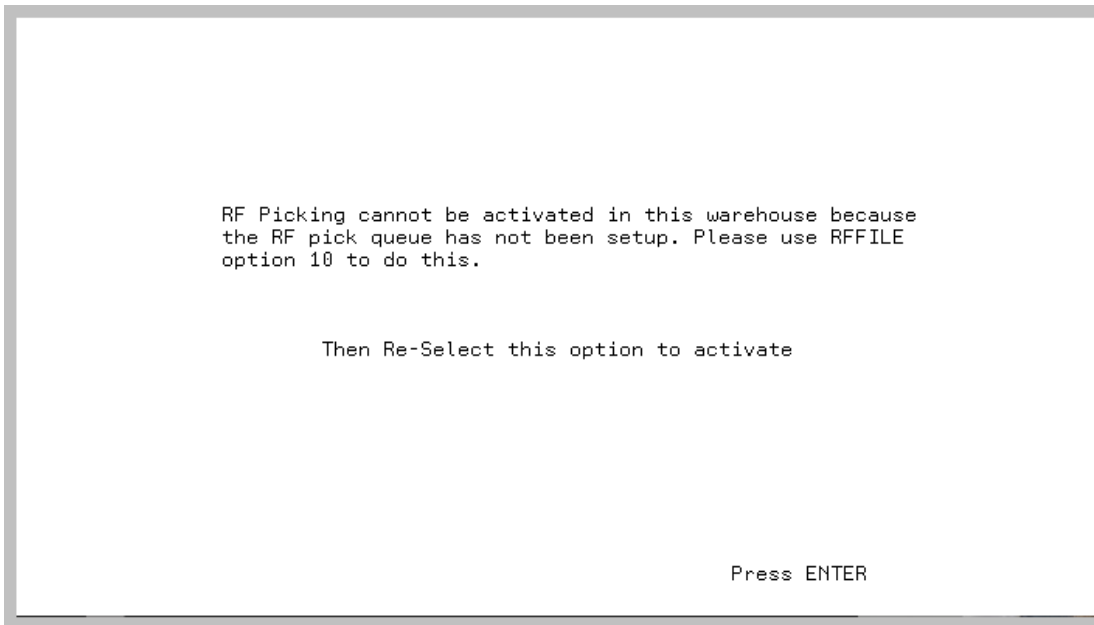 RF Picking cannot be activated in this warehouse because
the RF pick queue has not been setup. Please use RFFILE
option 10 to do this.
Then Re-Select this option to activate
Press ENTER